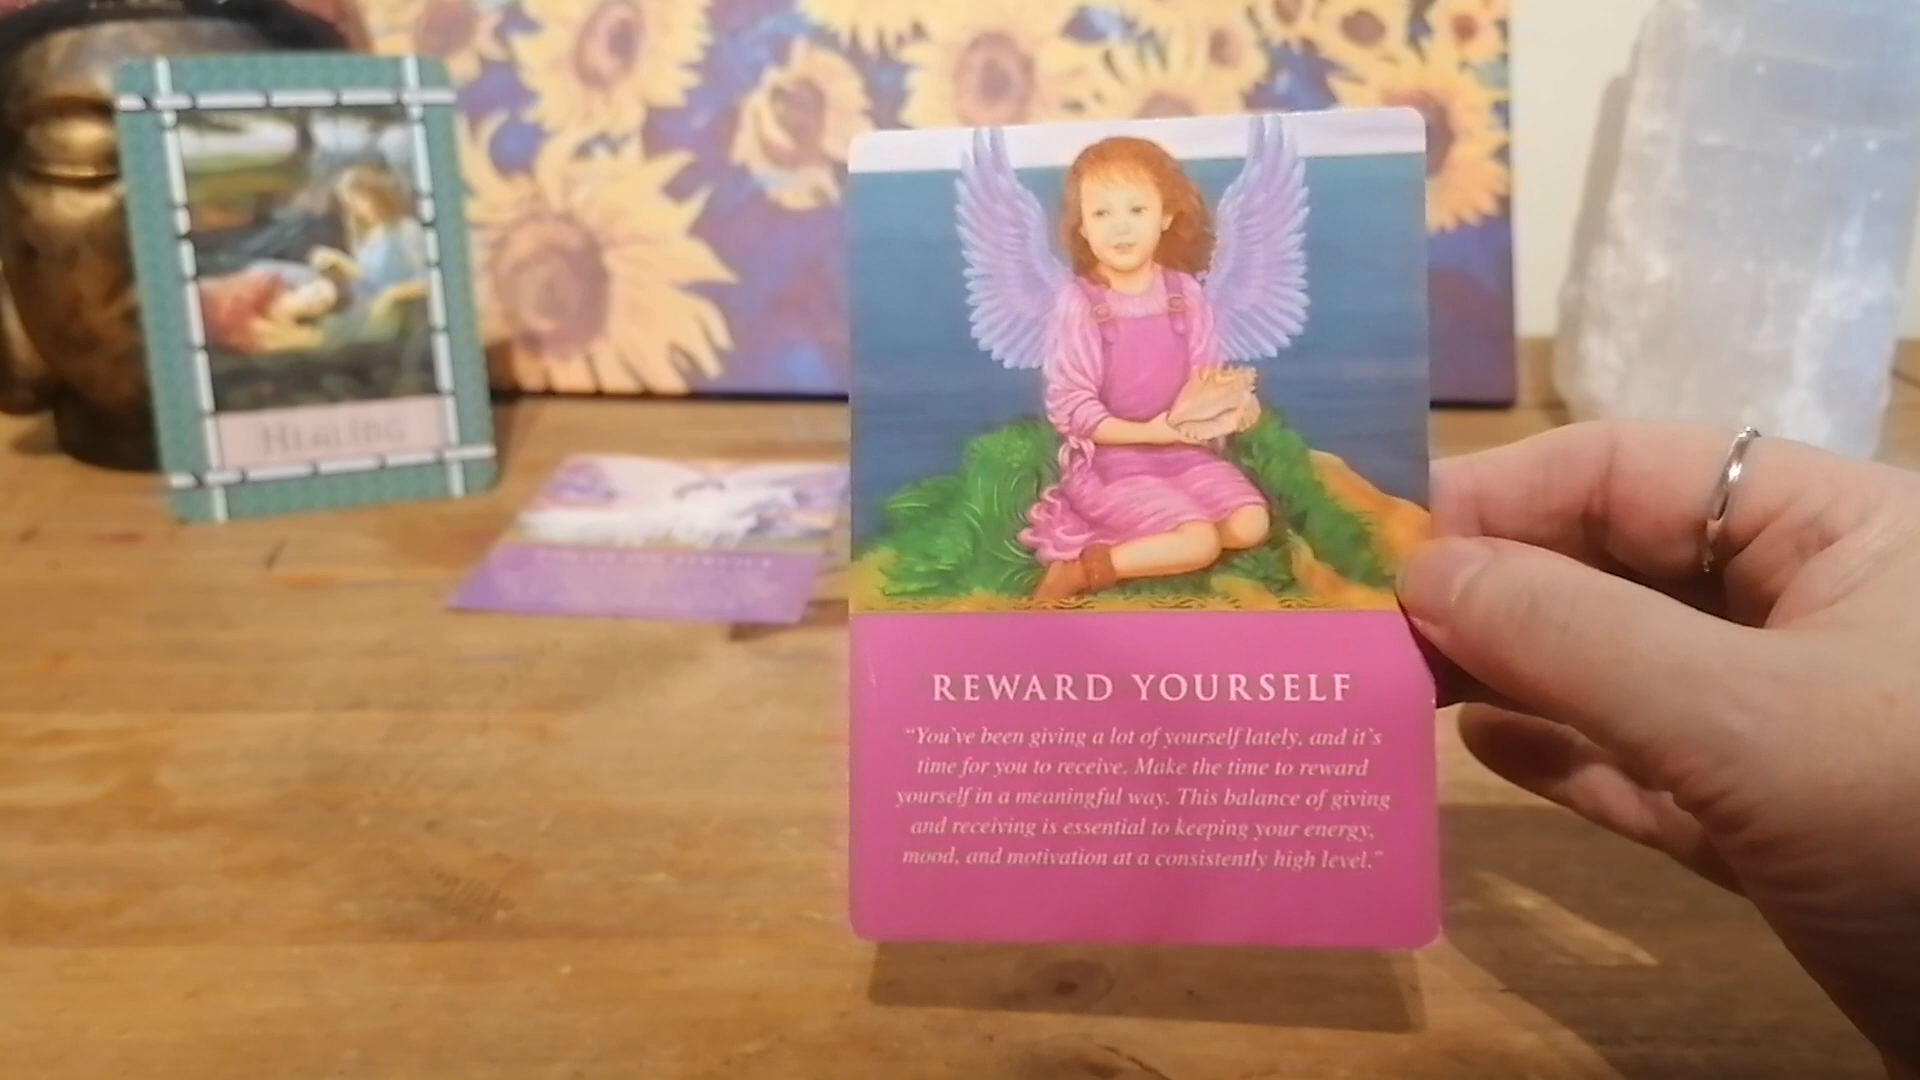 HEALING
REWARD YOURSELF
"You've been giving a lot of yourself lately, and it's
time for you to receive. Make the time to reward
yourself in a meaningful way. This balance of giving
and receiving is essential to keeping your energy,
mood, and motivation at a consistently high level."